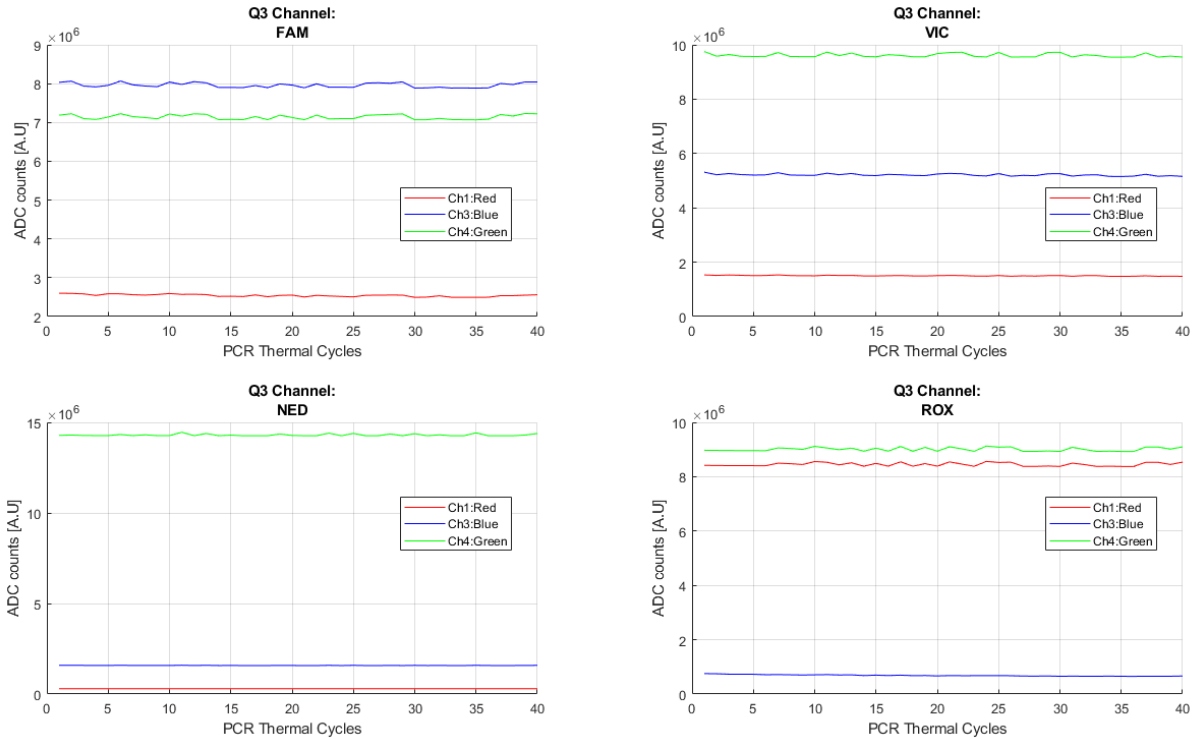 Q3 Channel:
FAM
×10^6
9
8
7
6
5
4
3
2
ADC counts [A.U]
Ch1:Red
Ch3:Blue
Ch4:Green
0 5 10 15 20 25 30 35 40
PCR Thermal Cycles
Q3 Channel:
VIC
×10^6
10
8
6
4
2
0
ADC counts [A.U]
Ch1:Red
Ch3:Blue
Ch4:Green
0 5 10 15 20 25 30 35 40
PCR Thermal Cycles
Q3 Channel:
NED
×10^6
15
10
5
0
ADC counts [A.U]
Ch1:Red
Ch3:Blue
Ch4:Green
0 5 10 15 20 25 30 35 40
PCR Thermal Cycles
Q3 Channel:
ROX
×10^6
10
8
6
4
2
0
ADC counts [A.U]
Ch1:Red
Ch3:Blue
Ch4:Green
0 5 10 15 20 25 30 35 40
PCR Thermal Cycles